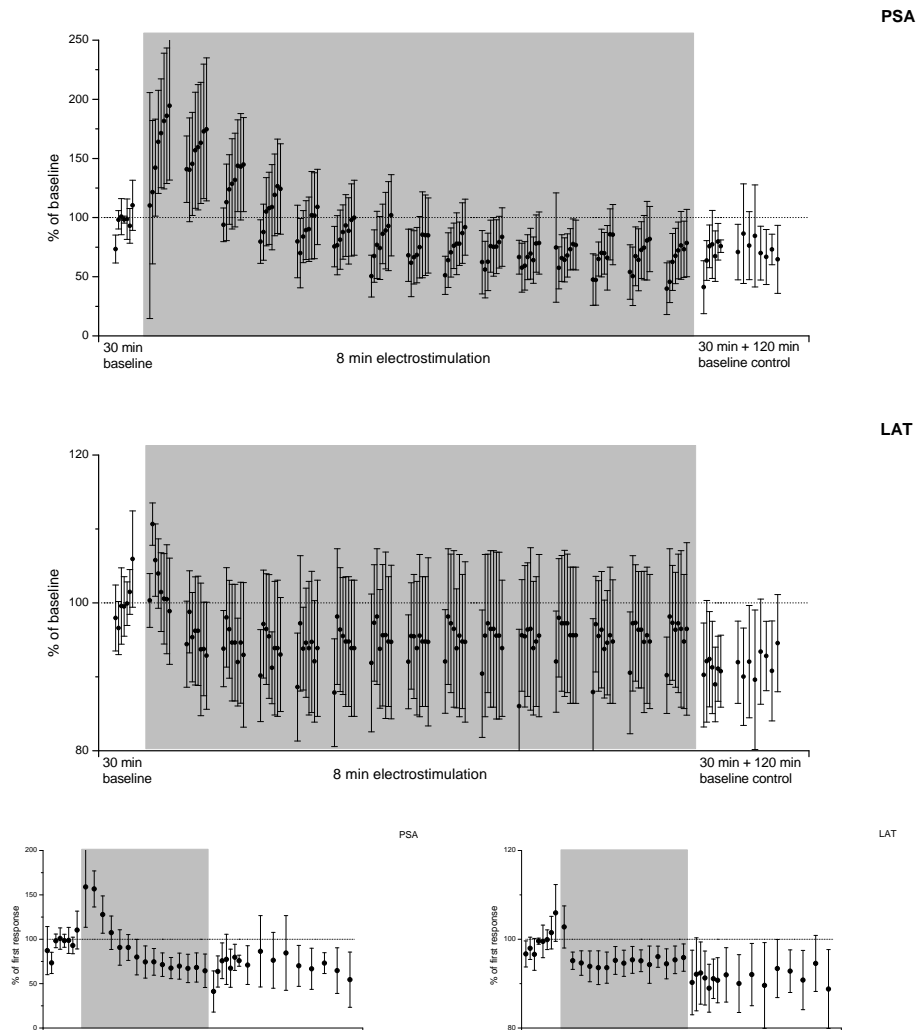 PSA
250
200
150
100
50
0
% of baseline
30 min
baseline
8 min electrostimulation
30 min + 120 min
baseline control
LAT
120
100
80
% of baseline
30 min
baseline
8 min electrostimulation
30 min + 120 min
baseline control
PSA
200
150
100
50
0
% of first response
LAT
120
100
80
% of first response